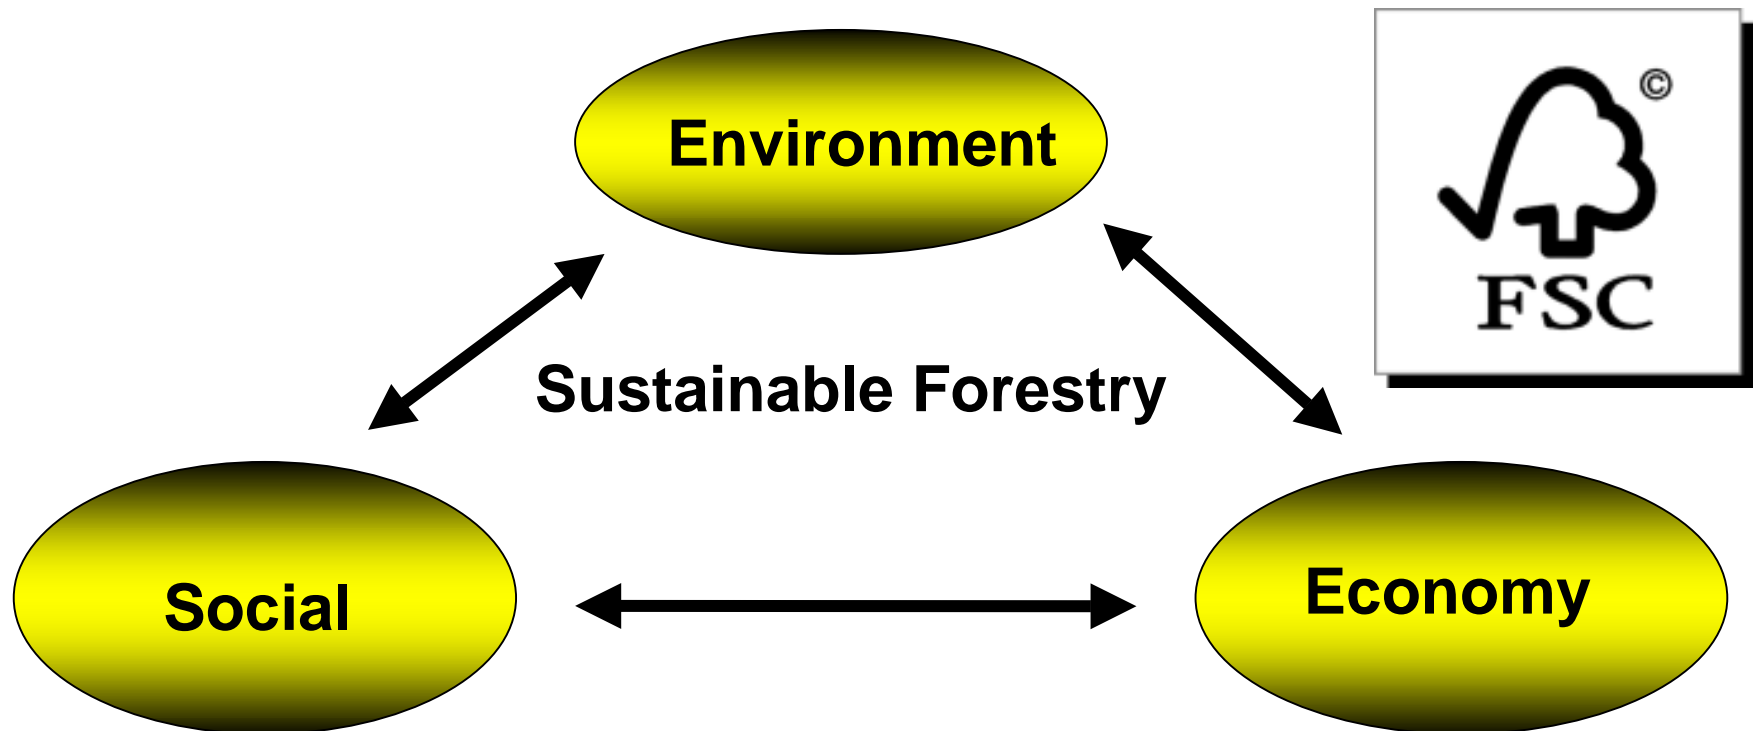 Environment
©
FSC
Sustainable Forestry
Social
Economy